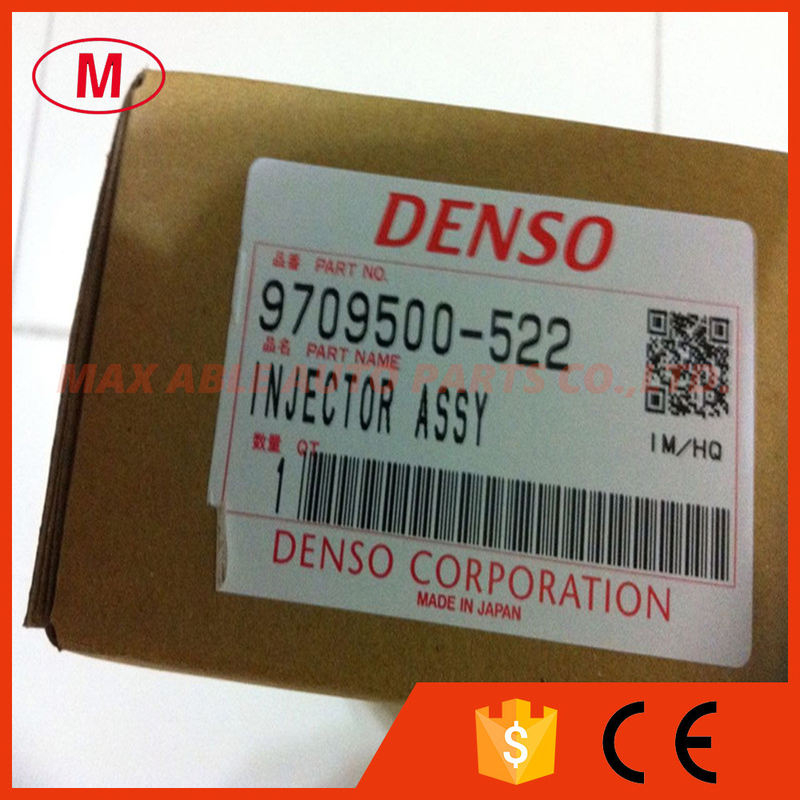 M
DENSO
品番 PART NO.
9709500-522
品名 PART NAME
MAX ABLE AUTO PARTS CO.,LTD.
INJECTOR ASSY
数量 QT
1
IM/HQ
DENSO CORPORATION
MADE IN JAPAN
$
CE